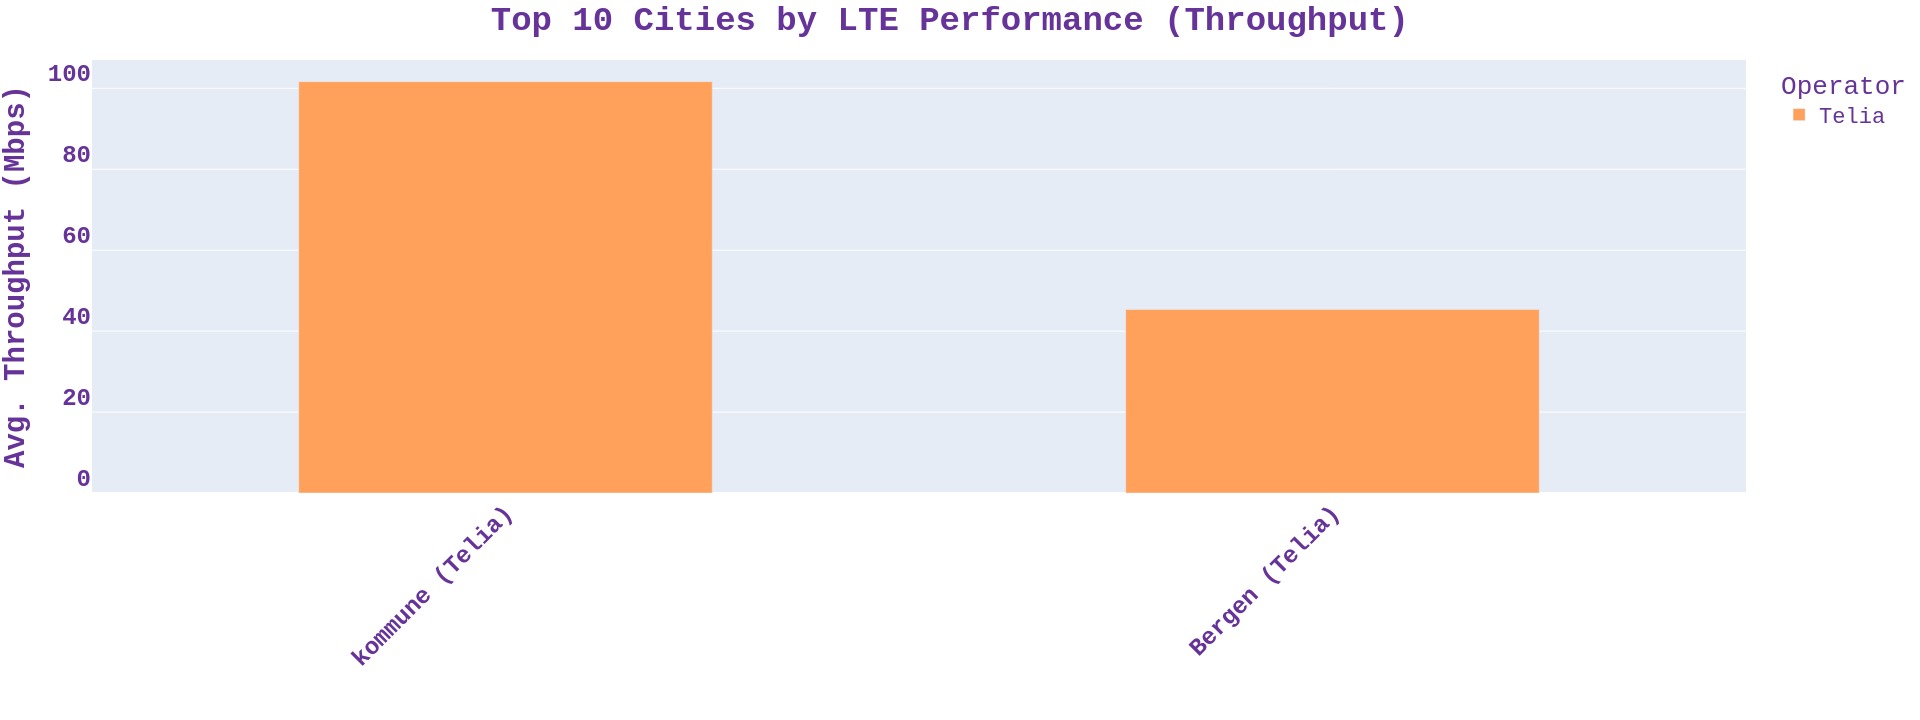 Top 10 Cities by LTE Performance (Throughput)
Avg. Throughput (Mbps)
100
80
60
40
20
0
kommune (Telia)
Bergen (Telia)
Operator
Telia